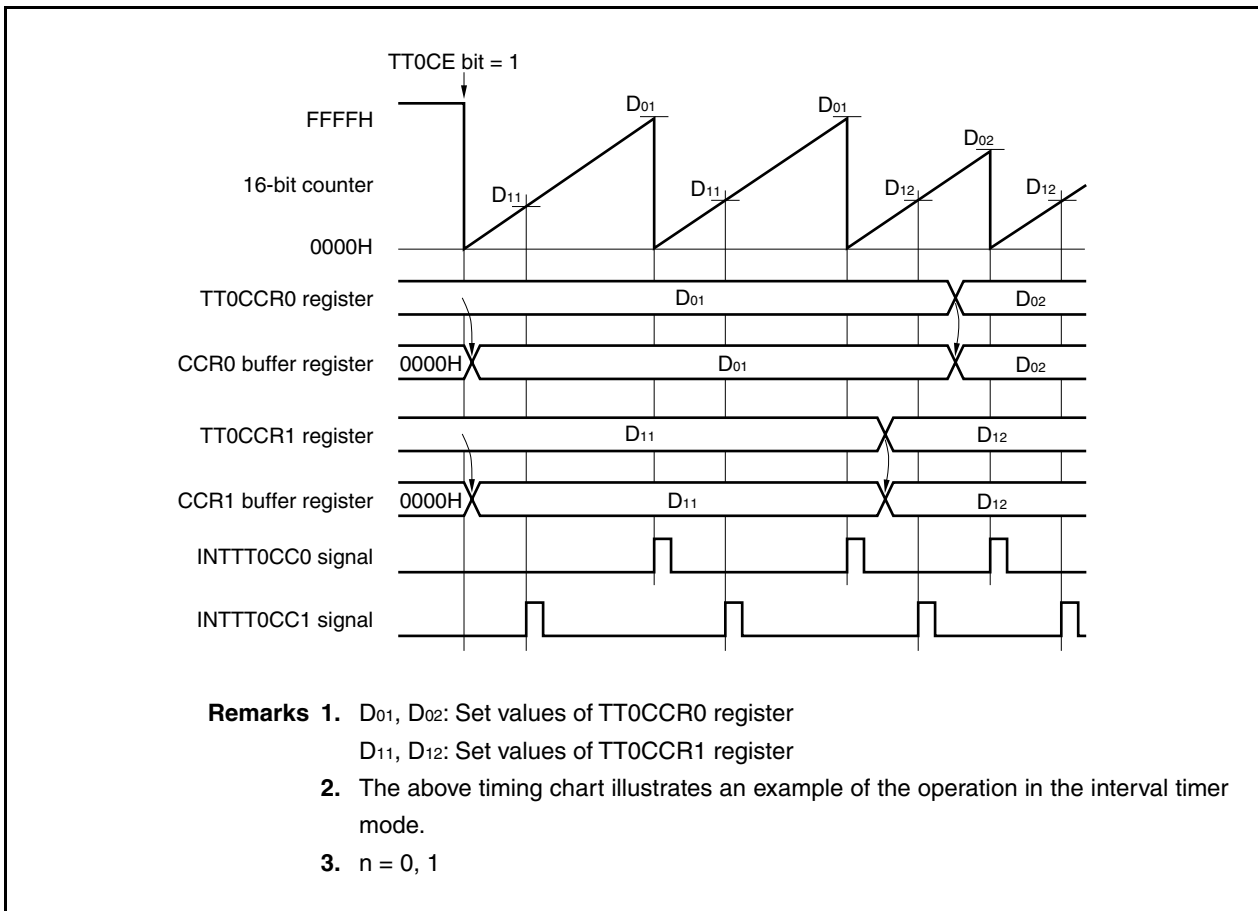 TT0CE bit = 1
FFFFH
D01
D01
D02
16-bit counter
D11
D11
D12
D12
0000H
TT0CCR0 register
D01
D02
CCR0 buffer register
0000H
D01
D02
TT0CCR1 register
D11
D12
CCR1 buffer register
0000H
D11
D12
INTTT0CC0 signal
INTTT0CC1 signal
Remarks 1. D01, D02: Set values of TT0CCR0 register
D11, D12: Set values of TT0CCR1 register
2. The above timing chart illustrates an example of the operation in the interval timer
mode.
3. n = 0, 1